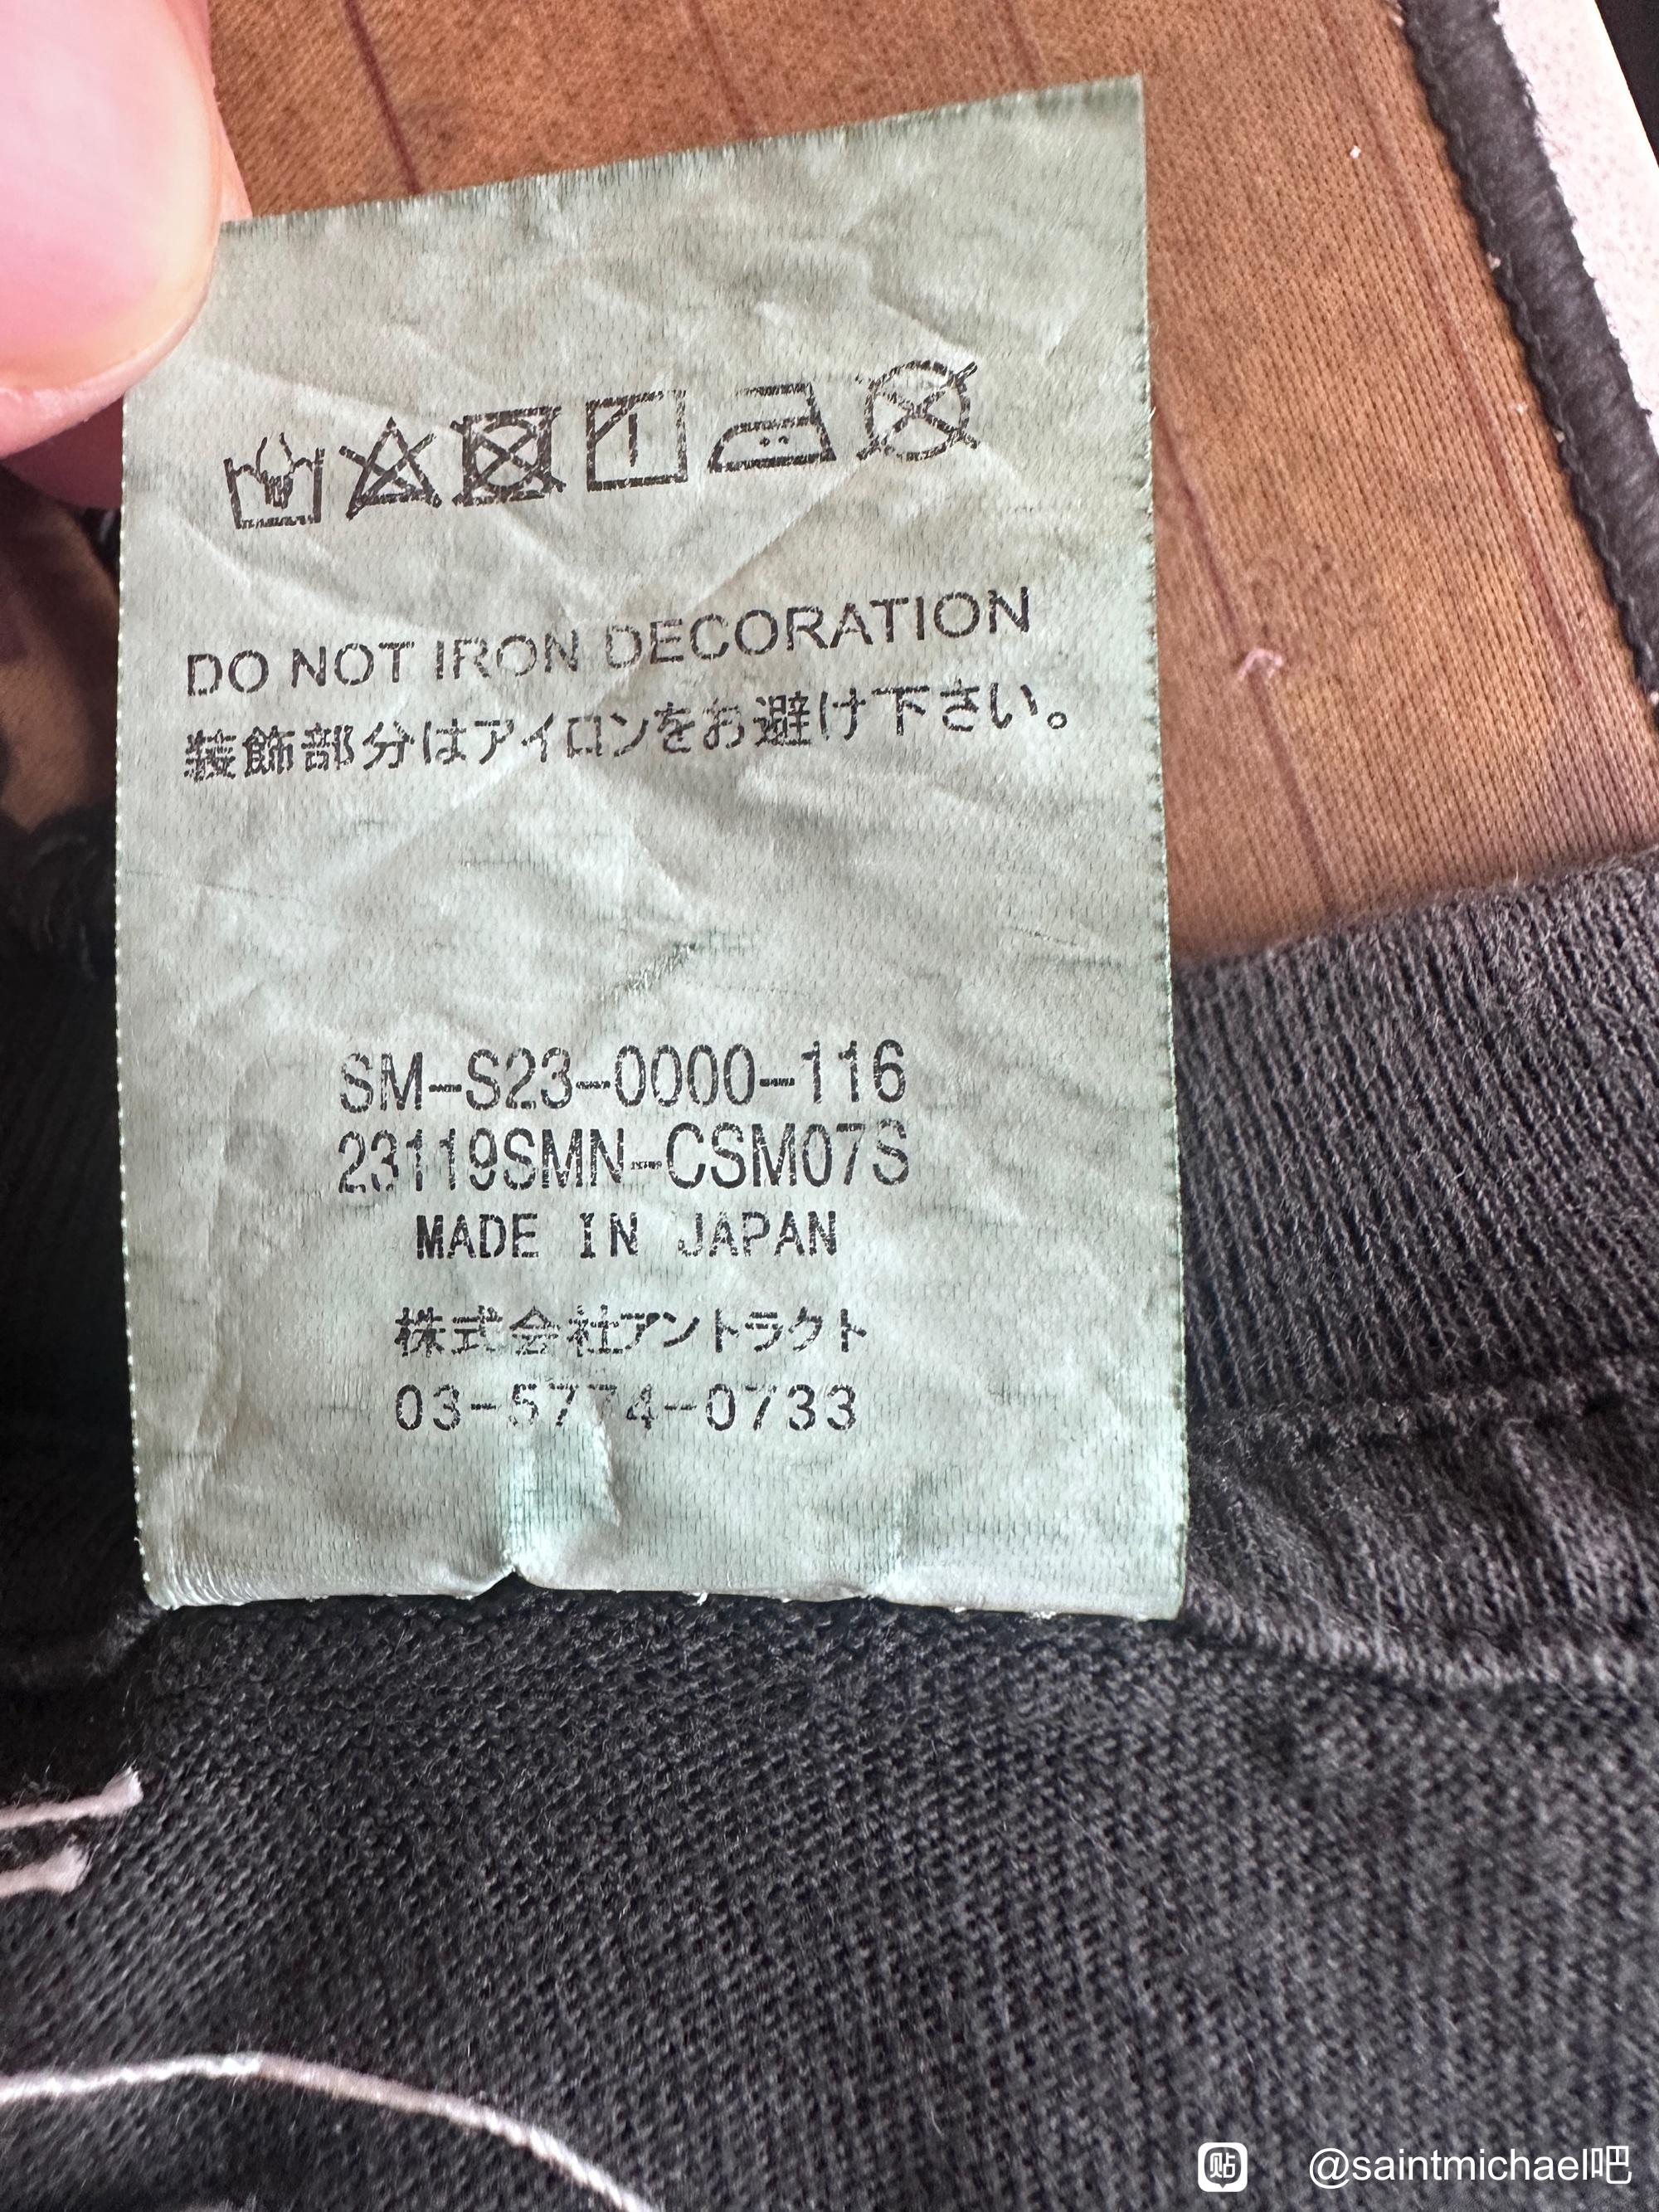 DO NOT IRON DECORATION
装飾部分はアイロンをお避け下さい。
SM-S23-0000-116
23119SMN-CSM07S
MADE IN JAPAN
株式会社アントラクト
03-5774-0733
贴 @saintmichael吧